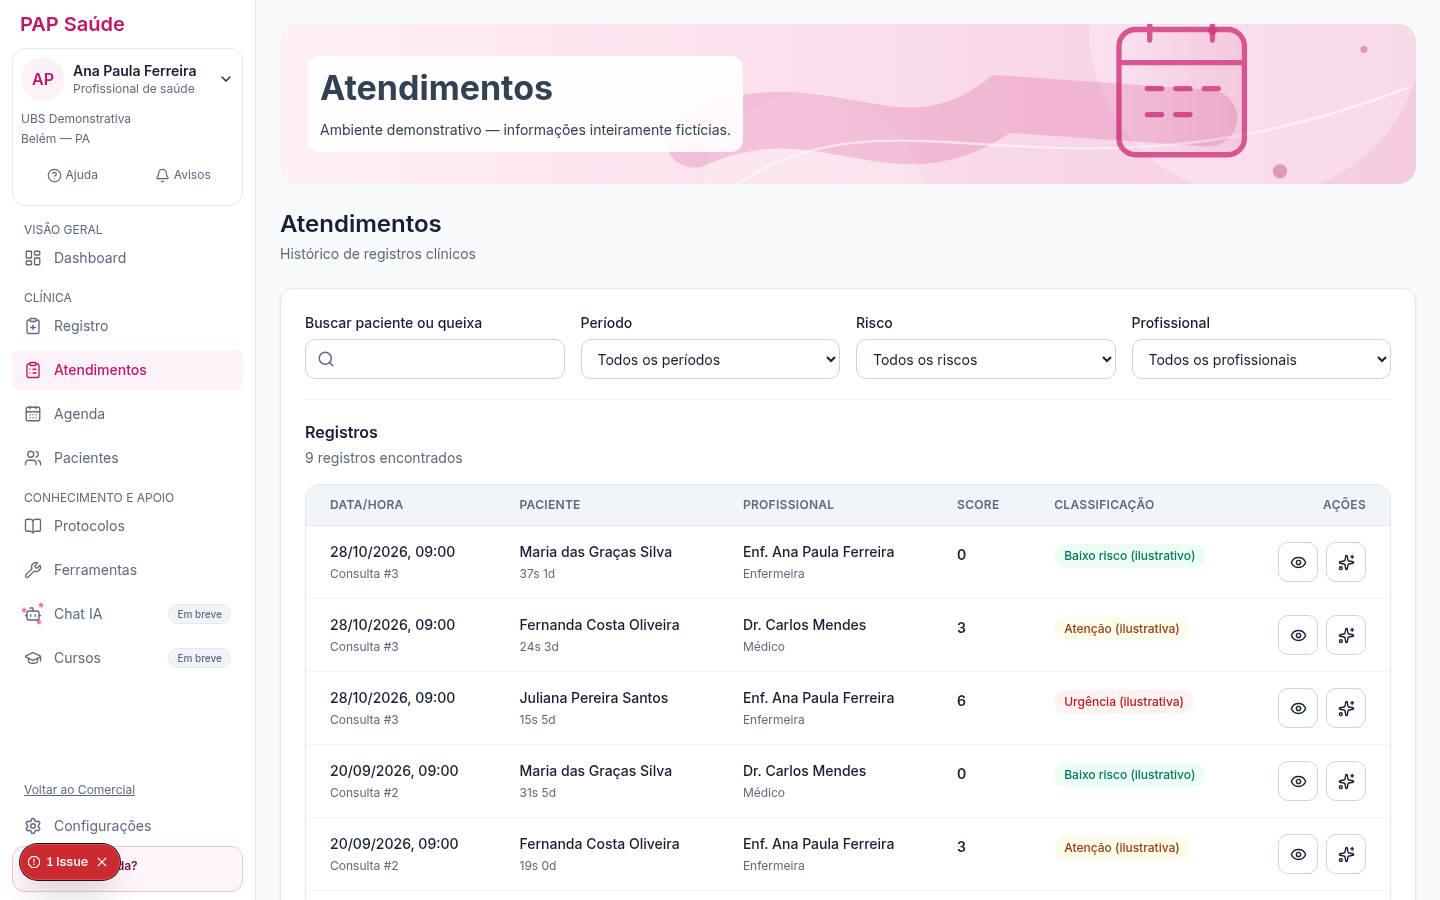 PAP Saúde
AP
Ana Paula Ferreira
Profissional de saúde
UBS Demonstrativa
Belém — PA
Ajuda
Avisos
VISÃO GERAL
Dashboard
CLÍNICA
Registro
Atendimentos
Agenda
Pacientes
CONHECIMENTO E APOIO
Protocolos
Ferramentas
Chat IA
Em breve
Cursos
Em breve
Voltar ao Comercial
Configurações
1 Issue
da?
Atendimentos
Ambiente demonstrativo — informações inteiramente fictícias.
Atendimentos
Histórico de registros clínicos
Buscar paciente ou queixa
Período
Risco
Profissional
Todos os períodos
Todos os riscos
Todos os profissionais
Registros
9 registros encontrados
DATA/HORA PACIENTE PROFISSIONAL SCORE CLASSIFICAÇÃO AÇÕES
28/10/2026, 09:00 Maria das Graças Silva Enf. Ana Paula Ferreira 0 Baixo risco (ilustrativo)
Consulta #3 37s 1d Enfermeira
28/10/2026, 09:00 Fernanda Costa Oliveira Dr. Carlos Mendes 3 Atenção (ilustrativa)
Consulta #3 24s 3d Médico
28/10/2026, 09:00 Juliana Pereira Santos Enf. Ana Paula Ferreira 6 Urgência (ilustrativa)
Consulta #3 15s 5d Enfermeira
20/09/2026, 09:00 Maria das Graças Silva Dr. Carlos Mendes 0 Baixo risco (ilustrativo)
Consulta #2 31s 5d Médico
20/09/2026, 09:00 Fernanda Costa Oliveira Enf. Ana Paula Ferreira 3 Atenção (ilustrativa)
Consulta #2 19s 0d Enfermeira